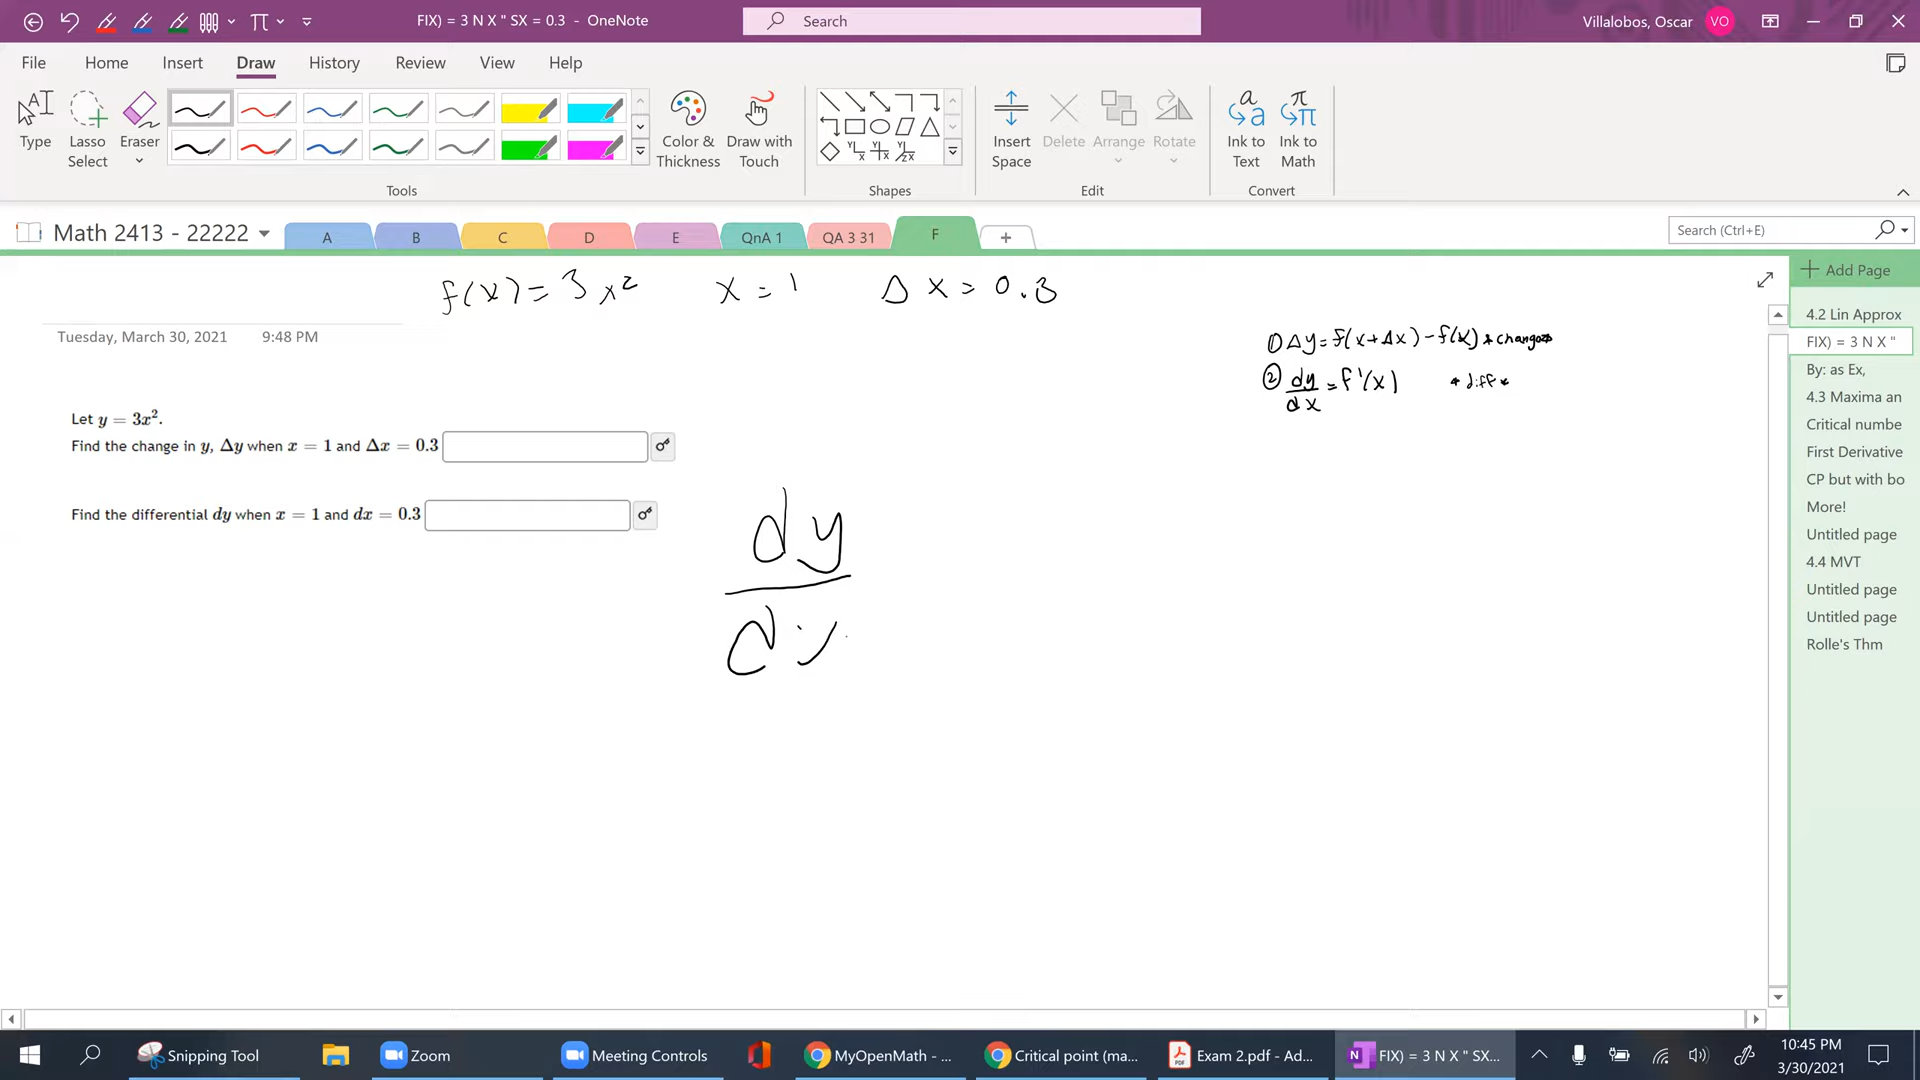 FIX) = 3 N X " SX = 0.3 - OneNote
Search
Villalobos, Oscar
VO
File Home Insert Draw History Review View Help
Type
Lasso Select
Eraser
Color & Thickness
Draw with Touch
Insert Space
Delete
Arrange
Rotate
Ink to Text
Ink to Math
Tools
Shapes
Edit
Convert
Math 2413 - 22222
A
B
C
D
E
QnA 1
QA 3 31
F
+
Search (Ctrl+E)
f(x) = 3x² x = 1 Δx = 0.3
Tuesday, March 30, 2021 9:48 PM
① Δy = f(x+Δx) - f(x) * change*
② dy/dx = f'(x) * diff *
Let y = 3x².
Find the change in y, Δy when x = 1 and Δx = 0.3
Find the differential dy when x = 1 and dx = 0.3
dy
d
Add Page
4.2 Lin Approx
FIX) = 3 N X "
By: as Ex,
4.3 Maxima an
Critical numbe
First Derivative
CP but with bo
More!
Untitled page
4.4 MVT
Untitled page
Untitled page
Rolle's Thm
Snipping Tool
Zoom
Meeting Controls
MyOpenMath - ...
Critical point (ma...
Exam 2.pdf - Ad...
FIX) = 3 N X " SX...
10:45 PM
3/30/2021